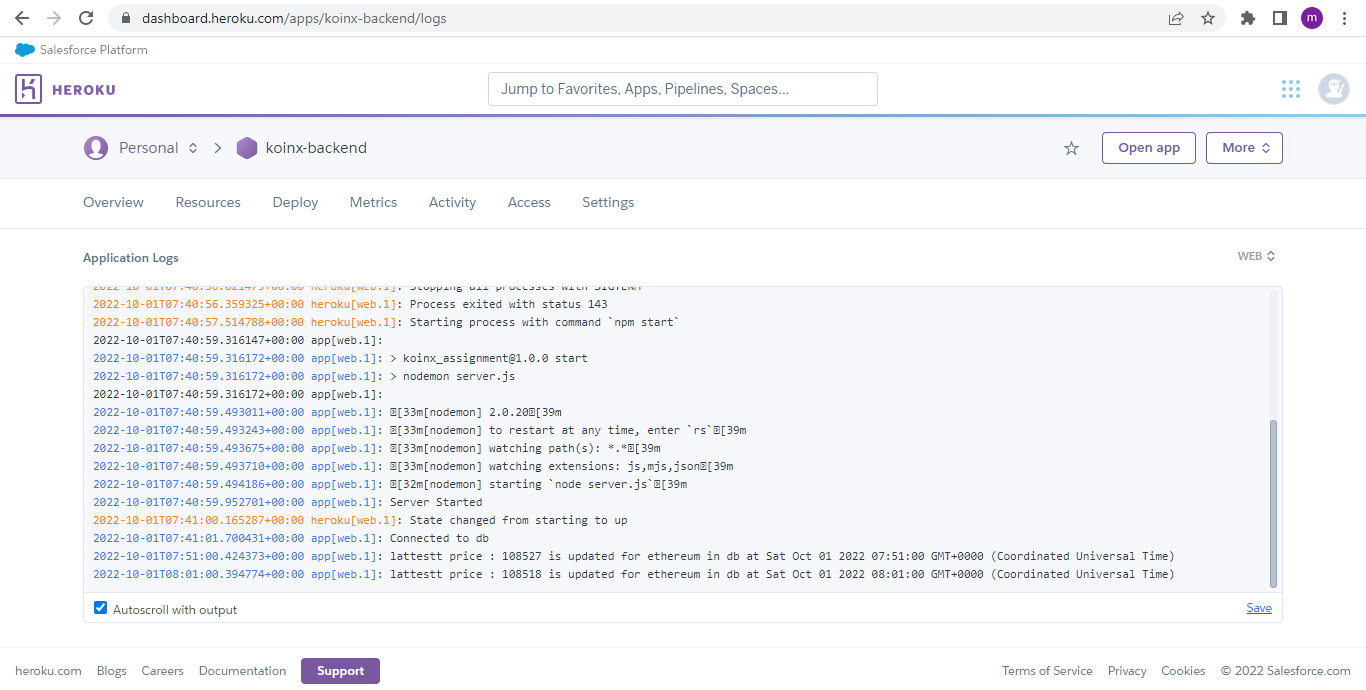 dashboard.heroku.com/apps/koinx-backend/logs
m
Salesforce Platform
HEROKU
Jump to Favorites, Apps, Pipelines, Spaces...
Personal
koinx-backend
Open app
More
Overview Resources Deploy Metrics Activity Access Settings
Application Logs
WEB
heroku[web.1]: Stopping all processes with SIGTERM
2022-10-01T07:40:56.359325+00:00 heroku[web.1]: Process exited with status 143
2022-10-01T07:40:57.514788+00:00 heroku[web.1]: Starting process with command `npm start`
2022-10-01T07:40:59.316147+00:00 app[web.1]:
2022-10-01T07:40:59.316172+00:00 app[web.1]: > koinx_assignment@1.0.0 start
2022-10-01T07:40:59.316172+00:00 app[web.1]: > nodemon server.js
2022-10-01T07:40:59.316172+00:00 app[web.1]:
2022-10-01T07:40:59.493011+00:00 app[web.1]: [33m[nodemon] 2.0.20[39m
2022-10-01T07:40:59.493243+00:00 app[web.1]: [33m[nodemon] to restart at any time, enter `rs`[39m
2022-10-01T07:40:59.493675+00:00 app[web.1]: [33m[nodemon] watching path(s): *.*[39m
2022-10-01T07:40:59.493710+00:00 app[web.1]: [33m[nodemon] watching extensions: js,mjs,json[39m
2022-10-01T07:40:59.494186+00:00 app[web.1]: [32m[nodemon] starting `node server.js`[39m
2022-10-01T07:40:59.952701+00:00 app[web.1]: Server Started
2022-10-01T07:41:00.165287+00:00 heroku[web.1]: State changed from starting to up
2022-10-01T07:41:01.700431+00:00 app[web.1]: Connected to db
2022-10-01T07:51:00.424373+00:00 app[web.1]: lattestt price : 108527 is updated for ethereum in db at Sat Oct 01 2022 07:51:00 GMT+0000 (Coordinated Universal Time)
2022-10-01T08:01:00.394774+00:00 app[web.1]: lattestt price : 108518 is updated for ethereum in db at Sat Oct 01 2022 08:01:00 GMT+0000 (Coordinated Universal Time)
Autoscroll with output
Save
heroku.com Blogs Careers Documentation Support Terms of Service Privacy Cookies © 2022 Salesforce.com